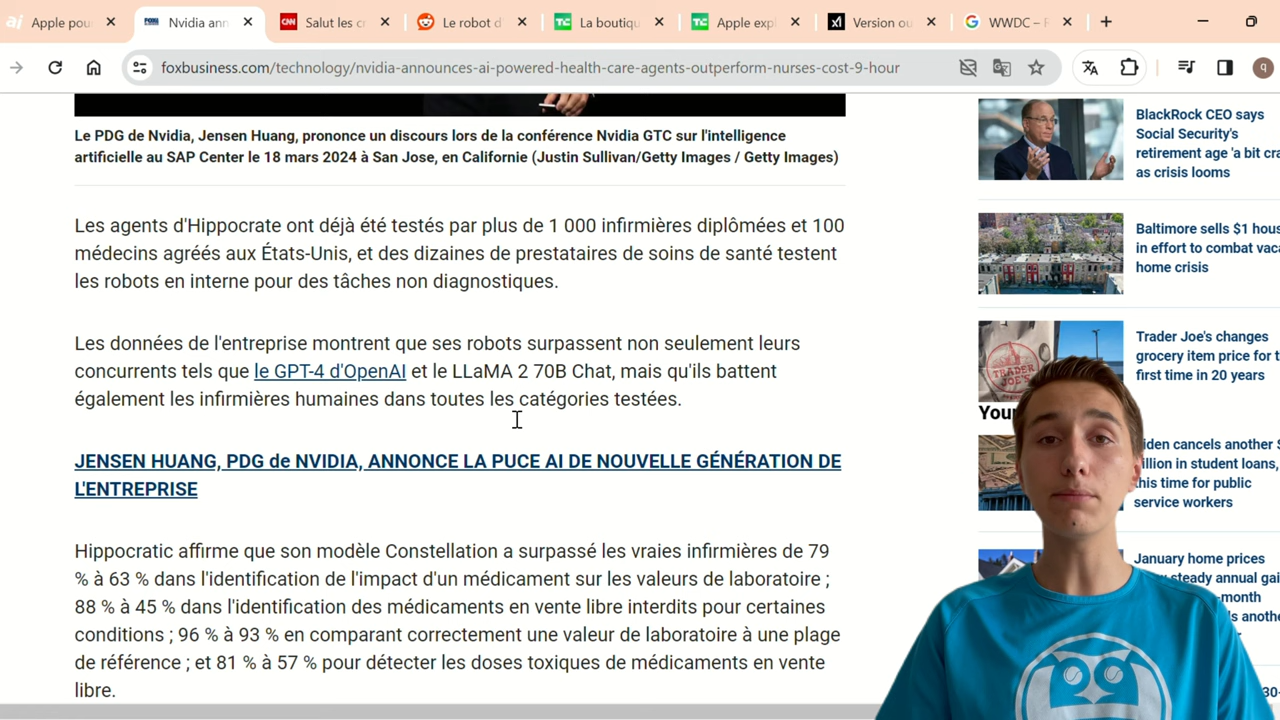 Apple pou
Nvidia ann
Salut les c
Le robot d
La boutiqu
Apple exp
Version ou
WWDC –
foxbusiness.com/technology/nvidia-announces-ai-powered-health-care-agents-outperform-nurses-cost-9-hour
Le PDG de Nvidia, Jensen Huang, prononce un discours lors de la conférence Nvidia GTC sur l'intelligence
artificielle au SAP Center le 18 mars 2024 à San Jose, en Californie (Justin Sullivan/Getty Images / Getty Images)
Les agents d'Hippocrate ont déjà été testés par plus de 1 000 infirmières diplômées et 100
médecins agréés aux États-Unis, et des dizaines de prestataires de soins de santé testent
les robots en interne pour des tâches non diagnostiques.
Les données de l'entreprise montrent que ses robots surpassent non seulement leurs
concurrents tels que le GPT-4 d'OpenAI et le LLaMA 2 70B Chat, mais qu'ils battent
également les infirmières humaines dans toutes les catégories testées.
JENSEN HUANG, PDG de NVIDIA, ANNONCE LA PUCE AI DE NOUVELLE GÉNÉRATION DE
L'ENTREPRISE
Hippocratic affirme que son modèle Constellation a surpassé les vraies infirmières de 79
% à 63 % dans l'identification de l'impact d'un médicament sur les valeurs de laboratoire ;
88 % à 45 % dans l'identification des médicaments en vente libre interdits pour certaines
conditions ; 96 % à 93 % en comparant correctement une valeur de laboratoire à une plage
de référence ; et 81 % à 57 % pour détecter les doses toxiques de médicaments en vente
libre.
BlackRock CEO says
Social Security's
retirement age 'a bit cra
as crisis looms
Baltimore sells $1 hous
in effort to combat vaca
home crisis
Trader Joe's changes
grocery item price for t
first time in 20 years
You
iden cancels another $
illion in student loans,
this time for public
service workers
January home prices
steady annual gai
-month
s anothe